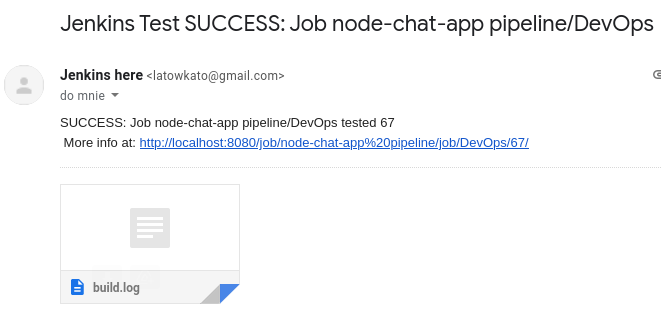 Jenkins Test SUCCESS: Job node-chat-app pipeline/DevOps
Jenkins here <latowkato@gmail.com>
do mnie
SUCCESS: Job node-chat-app pipeline/DevOps tested 67
More info at: http://localhost:8080/job/node-chat-app%20pipeline/job/DevOps/67/
build.log